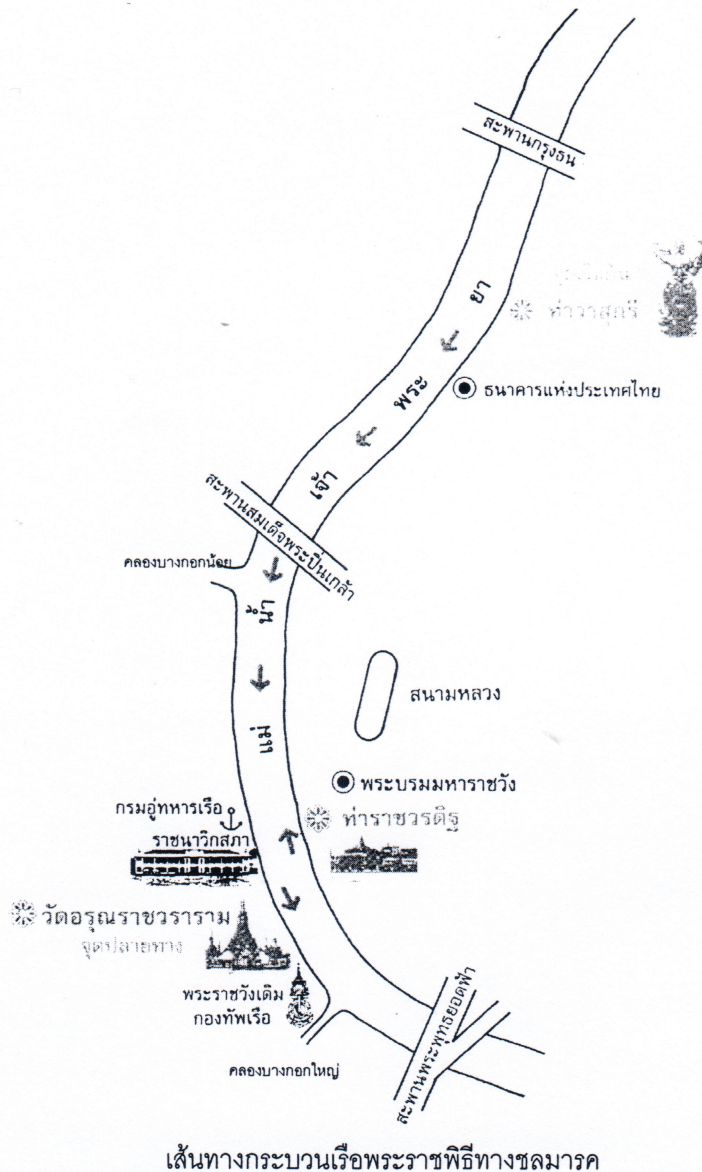 สะพานกรุงธน
จุดเริ่มต้น
ท่าวาสุกรี
ธนาคารแห่งประเทศไทย
แม่ น้ำ เจ้า พระ ยา
สะพานสมเด็จพระปิ่นเกล้า
คลองบางกอกน้อย
สนามหลวง
พระบรมมหาราชวัง
กรมอู่ทหารเรือ
ท่าราชวรดิฐ
ราชนาวิกสภา
วัดอรุณราชวราราม
จุดปลายทาง
พระราชวังเดิม
กองทัพเรือ
สะพานพระพุทธยอดฟ้า
คลองบางกอกใหญ่
เส้นทางกระบวนเรือพระราชพิธีทางชลมารค